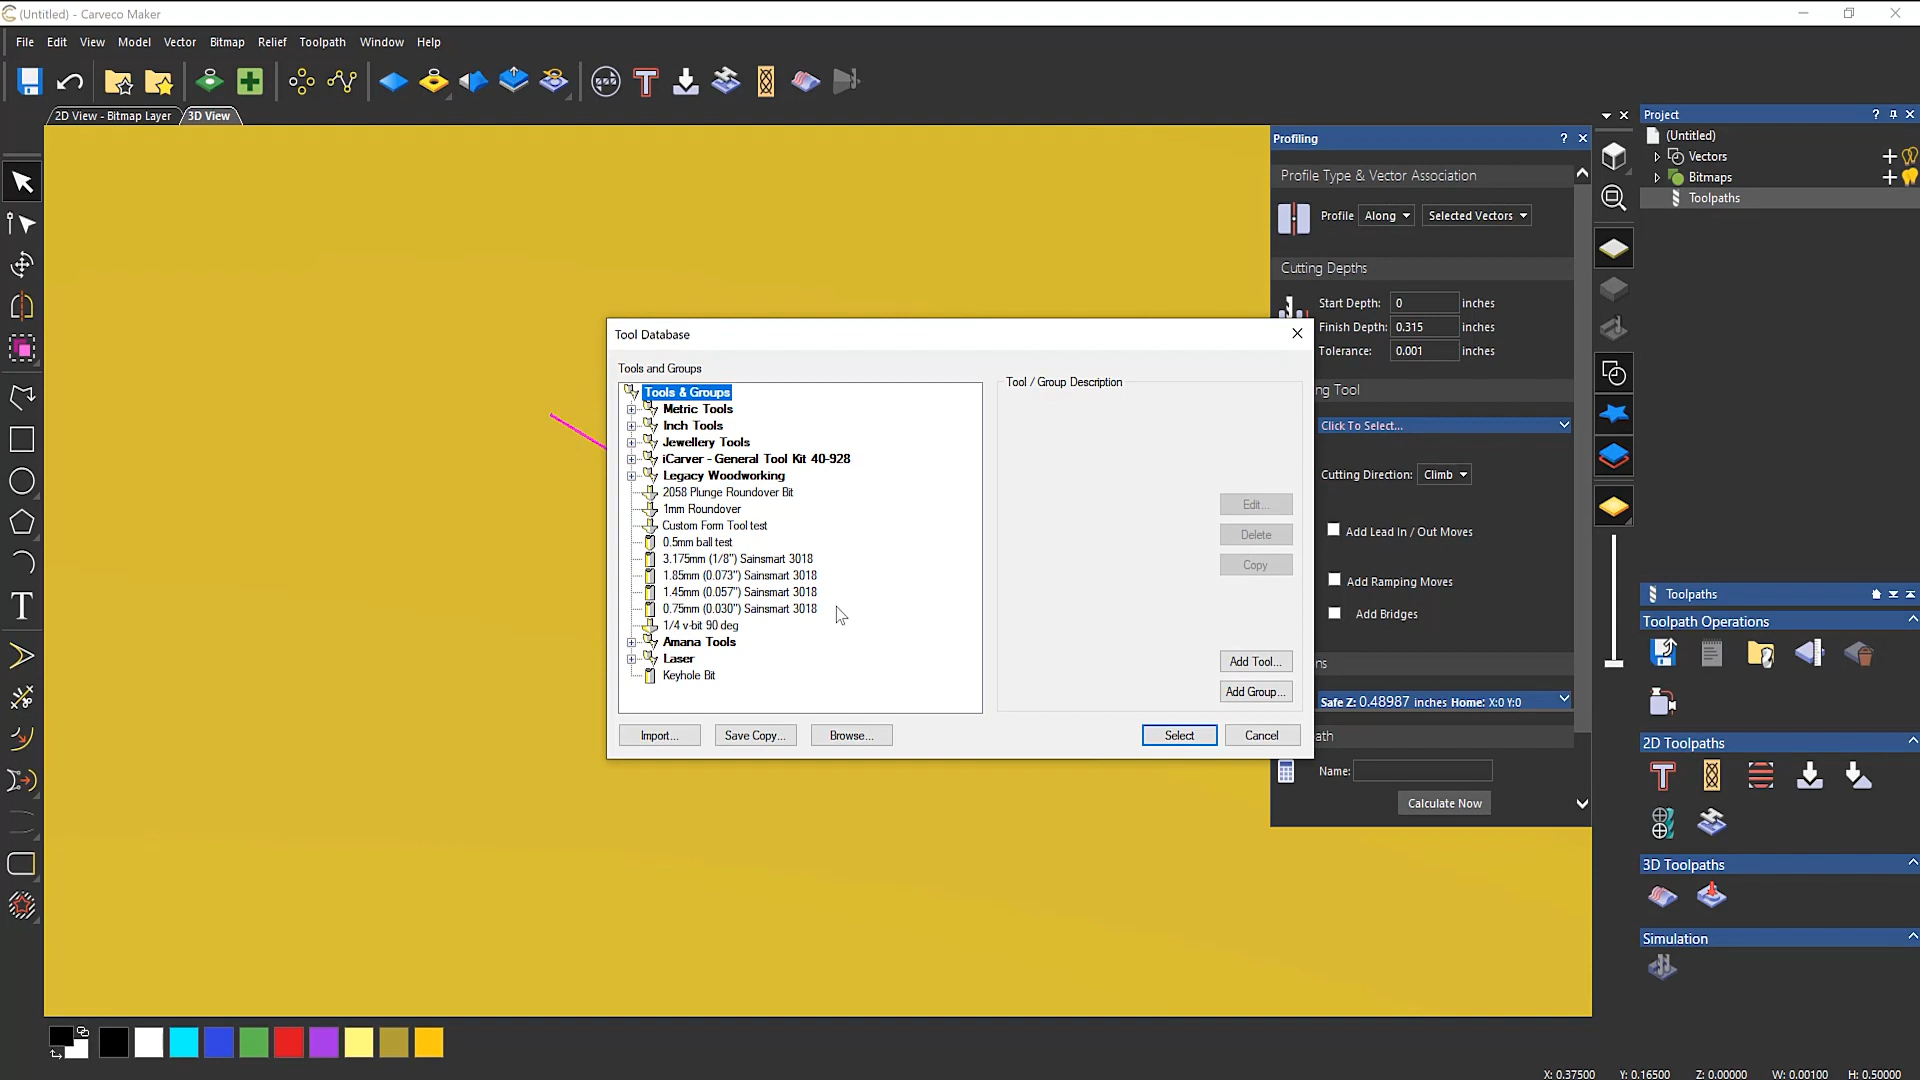 (Untitled) - Carveco Maker
File Edit View Model Vector Bitmap Relief Toolpath Window Help
2D View - Bitmap Layer 3D View
Profiling ?
Profile Type & Vector Association
Profile Along Selected Vectors
Cutting Depths
Start Depth: 0 inches
Finish Depth: 0.315 inches
Tolerance: 0.001 inches
ng Tool
Click To Select...
Cutting Direction: Climb
Add Lead In / Out Moves
Add Ramping Moves
Add Bridges
ns
Safe Z: 0.48987 inches Home: X:0 Y:0
ath
Name:
Calculate Now
Tool Database
Tools and Groups
Tools & Groups
Metric Tools
Inch Tools
Jewellery Tools
iCarver - General Tool Kit 40-928
Legacy Woodworking
2058 Plunge Roundover Bit
1mm Roundover
Custom Form Tool test
0.5mm ball test
3.175mm (1/8") Sainsmart 3018
1.85mm (0.073") Sainsmart 3018
1.45mm (0.057") Sainsmart 3018
0.75mm (0.030") Sainsmart 3018
1/4 v-bit 90 deg
Amana Tools
Laser
Keyhole Bit
Tool / Group Description
Edit...
Delete
Copy
Add Tool...
Add Group...
Import... Save Copy... Browse... Select Cancel
Project ?
(Untitled)
Vectors
Bitmaps
Toolpaths
Toolpaths
Toolpath Operations
2D Toolpaths
3D Toolpaths
Simulation
X: 0.37500 Y: 0.16500 Z: 0.00000 W: 0.00100 H: 0.50000